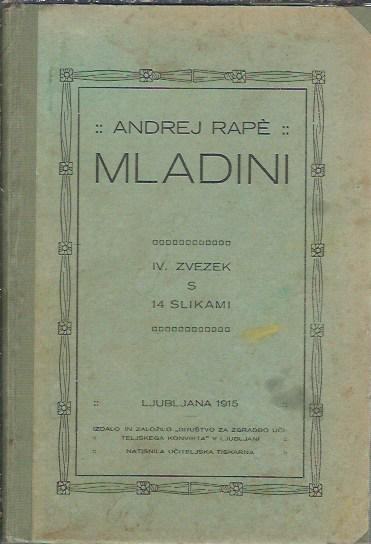 :: ANDREJ RAPÈ ::
MLADINI
IV. ZVEZEK
S
14 SLIKAMI
:: LJUBLJANA 1915 ::
IZDALO IN ZALOŽILO „DRUŠTVO ZA ZGRADBO UČI-
:: TELJSKEGA KONVIKTA" V LJUBLJANI ::
:: NATISNILA UČITELJSKA TISKARNA ::